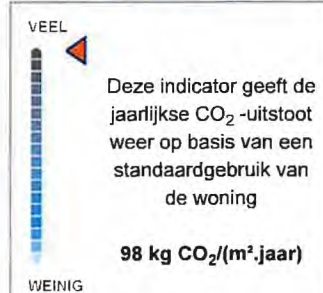 VEEL
Deze indicator geeft de
jaarlijkse CO₂ -uitstoot
weer op basis van een
standaardgebruik van
de woning
98 kg CO₂/(m².jaar)
WEINIG